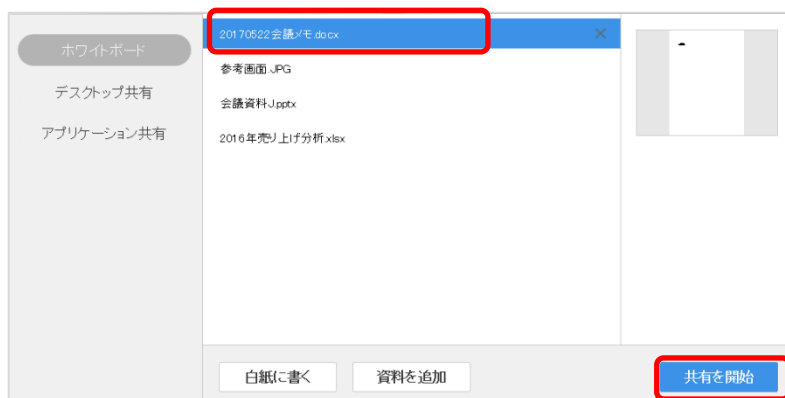 ホワイトボード
デスクトップ共有
アプリケーション共有
20170522会議メモ.docx
参考画面.JPG
会議資料J.pptx
2016年売り上げ分析.xlsx
白紙に書く
資料を追加
共有を開始